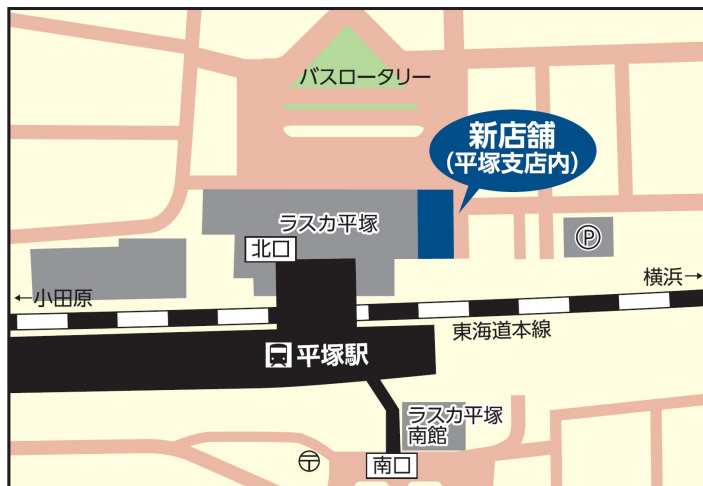 バスロータリー
新店舗
(平塚支店内)
ラスカ平塚
北口
Ⓟ
←小田原
横浜→
東海道本線
平塚駅
ラスカ平塚
南館
〶
南口